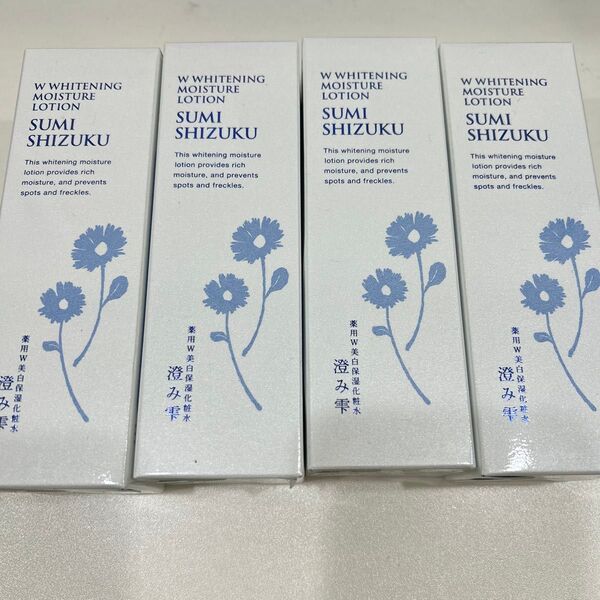 W WHITENING
MOISTURE
LOTION
SUMI
SHIZUKU
This whitening moisture
lotion provides rich
moisture, and prevents
spots and freckles.
薬用W美白保湿化粧水
澄み雫
W WHITENING
MOISTURE
LOTION
SUMI
SHIZUKU
This whitening moisture
lotion provides rich
moisture, and prevents
spots and freckles.
薬用W美白保湿化粧水
澄み雫
W WHITENING
MOISTURE
LOTION
SUMI
SHIZUKU
This whitening moisture
lotion provides rich
moisture, and prevents
spots and freckles.
薬用W美白保湿化粧水
澄み雫
W WHITENING
MOISTURE
LOTION
SUMI
SHIZUKU
This whitening moisture
lotion provides rich
moisture, and prevents
spots and freckles.
薬用W美白保湿化粧水
澄み雫